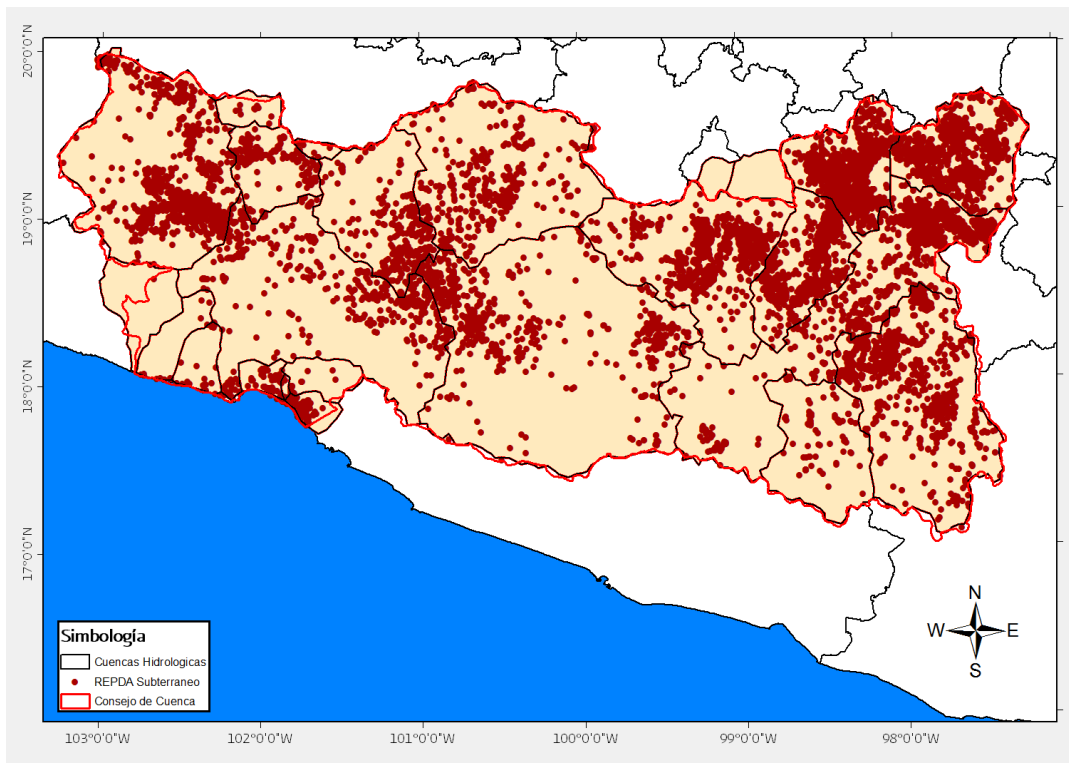 20°0'0"N
19°0'0"N
18°0'0"N
17°0'0"N
N
W
E
S
Simbología
Cuencas Hidrologicas
REPDA Subterraneo
Consejo de Cuenca
103°0'0"W
102°0'0"W
101°0'0"W
100°0'0"W
99°0'0"W
98°0'0"W